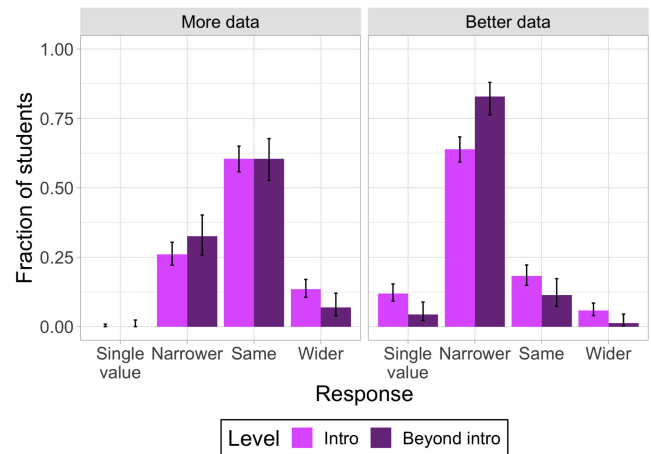 More data
Better data
Fraction of students
1.00
0.75
0.50
0.25
0.00
Single value
Narrower
Same
Wider
Single value
Narrower
Same
Wider
Response
Level Intro Beyond intro